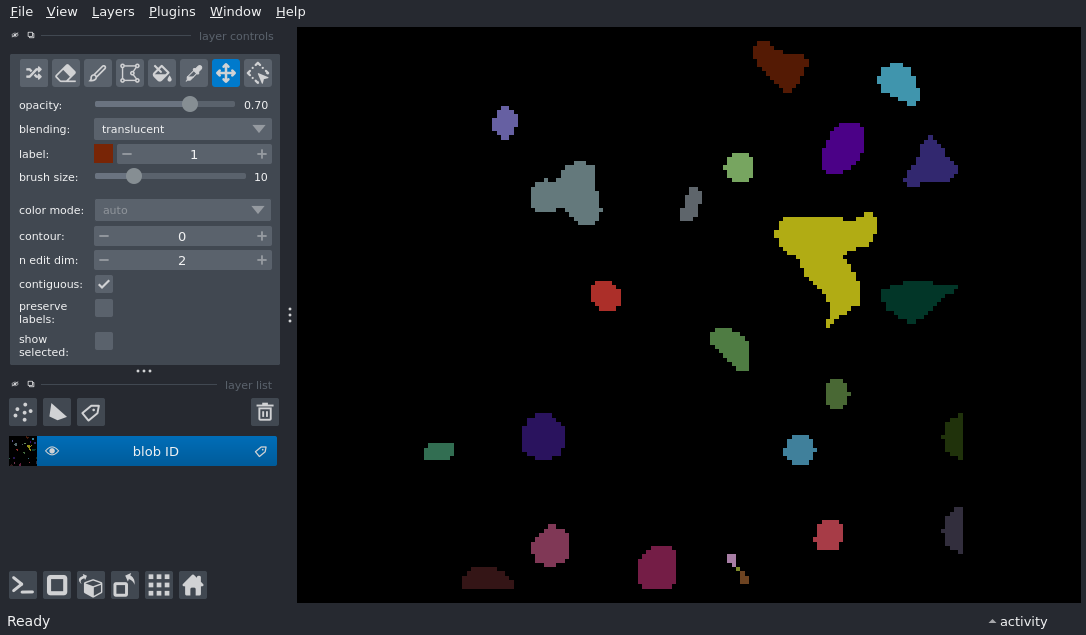 File View Layers Plugins Window Help
layer controls
opacity: 0.70
blending: translucent
label: 1
brush size: 10
color mode: auto
contour: 0
n edit dim: 2
contiguous:
preserve
labels:
show
selected:
layer list
blob ID
Ready
activity